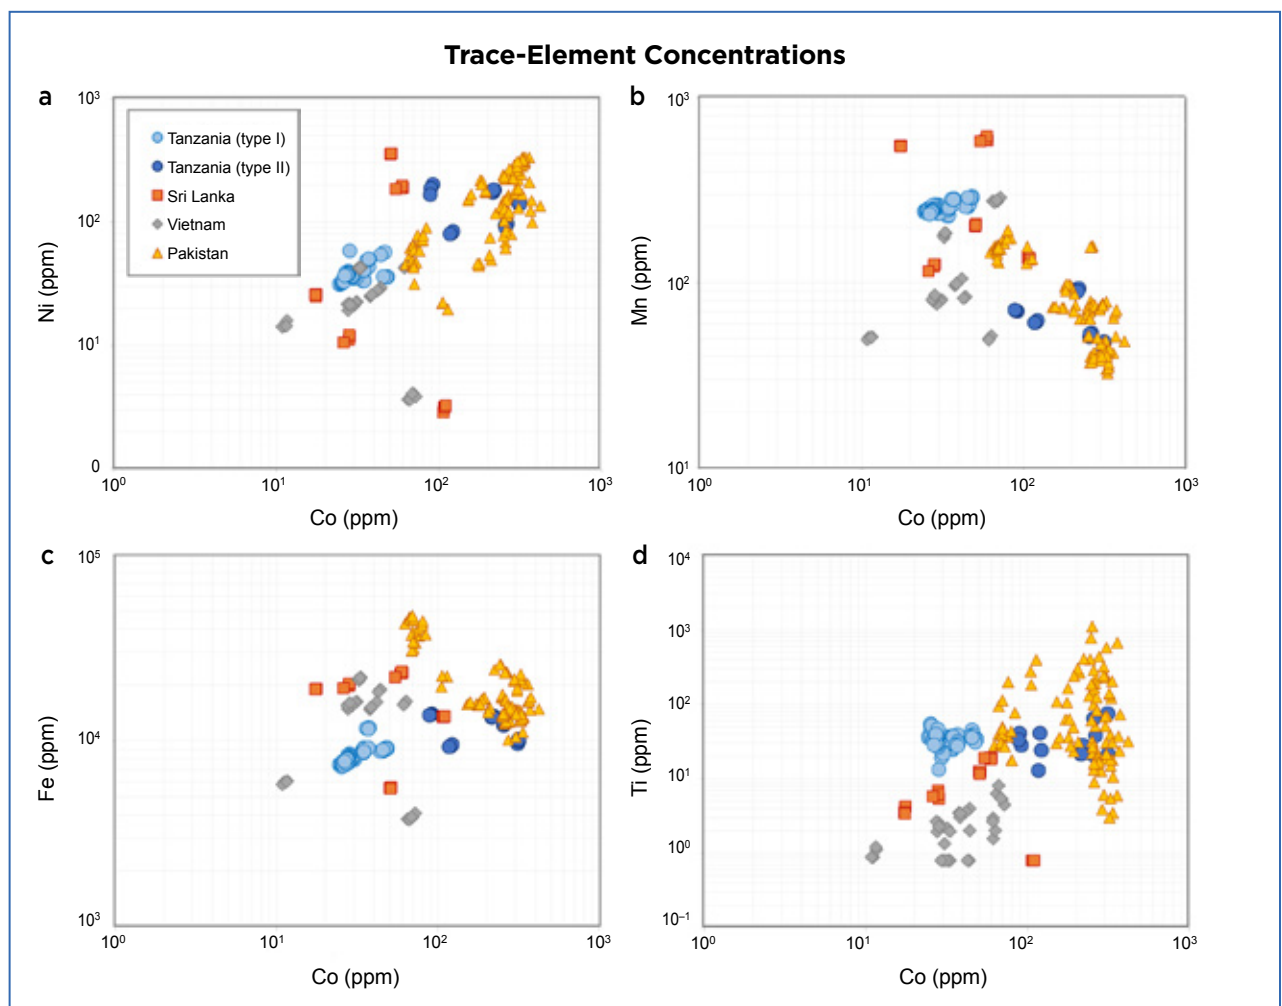 Trace-Element Concentrations
a
10³
10²
10¹
0
Ni (ppm)
Tanzania (type I)
Tanzania (type II)
Sri Lanka
Vietnam
Pakistan
10⁰ 10¹ 10² 10³
Co (ppm)
b
10³
10²
10¹
Mn (ppm)
10⁰ 10¹ 10² 10³
Co (ppm)
c
10⁵
10⁴
10³
Fe (ppm)
10⁰ 10¹ 10² 10³
Co (ppm)
d
10⁴
10³
10²
10¹
10⁰
10⁻¹
Ti (ppm)
10⁰ 10¹ 10² 10³
Co (ppm)